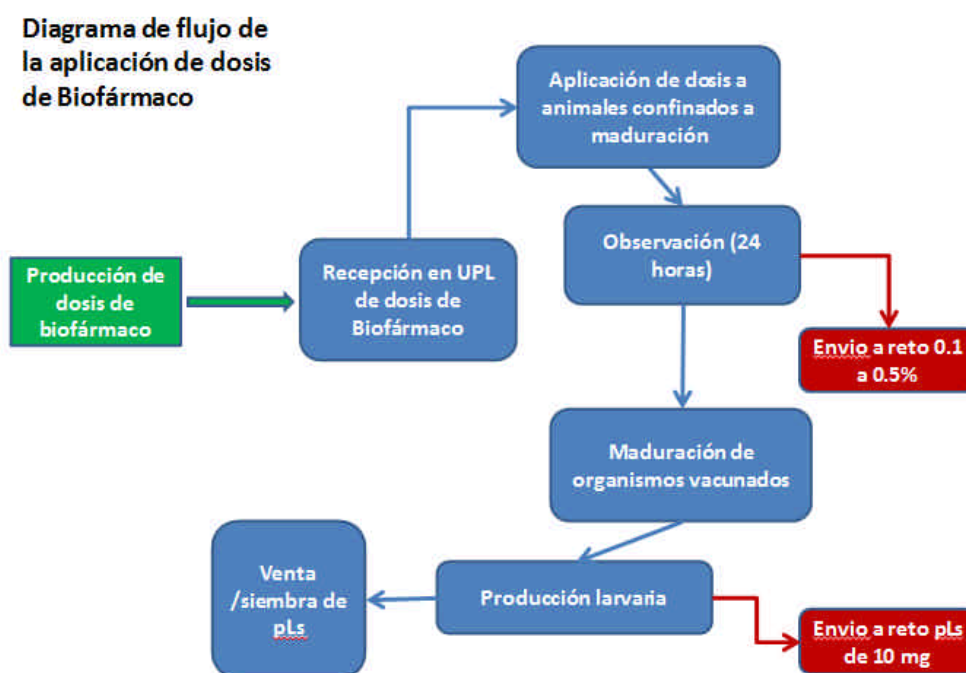 Diagrama de flujo de
la aplicación de dosis
de Biofármaco
Aplicación de dosis a
animales confinados a
maduración
Observación (24
horas)
Producción de
dosis de
biofármaco
Recepción en UPL
de dosis de
Biofármaco
Envio a reto 0.1
a 0.5%
Maduración de
organismos vacunados
Venta
/siembra de
pLs
Producción larvaria
Envio a reto pLs
de 10 mg